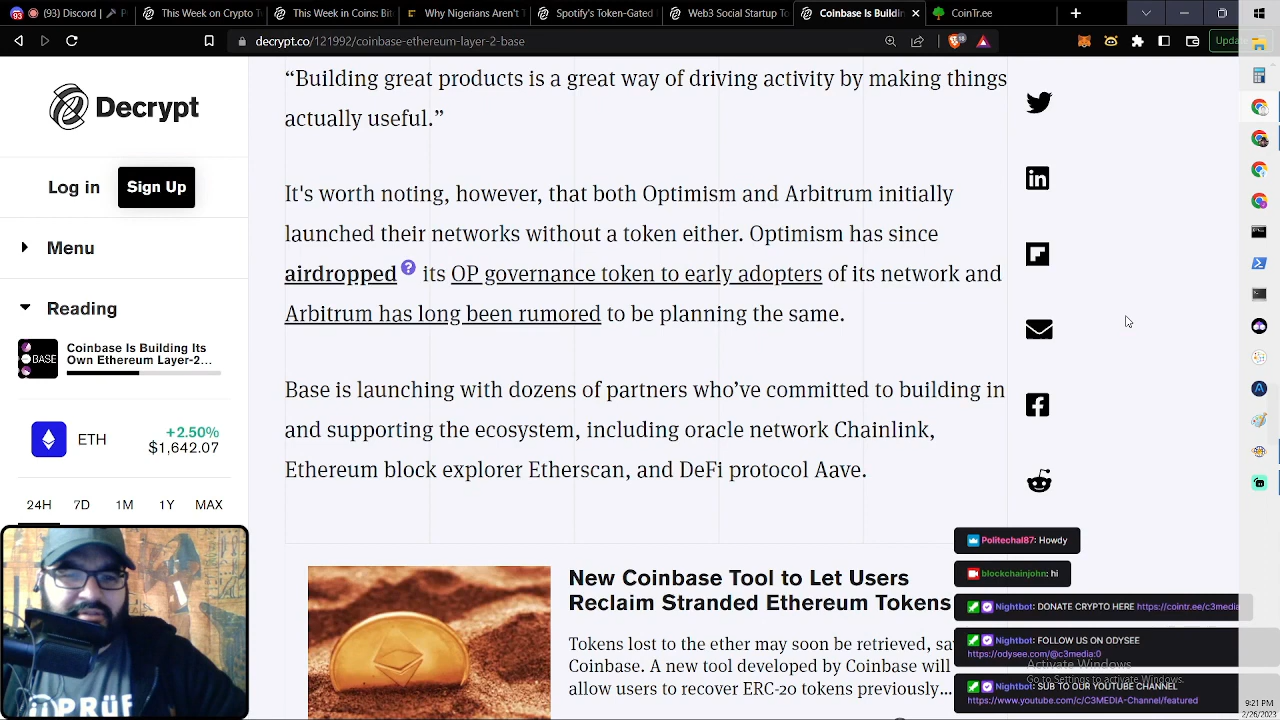 (93) Discord |
This Week on Crypto T
This Week in Coins: Bit
Why Nigerians Aren't
Spotify's Token-Gated
Web3 Social Startup To
Coinbase Is Buildin
CoinTr.ee
decrypt.co/121992/coinbase-ethereum-layer-2-base
Upda
Decrypt
Log in
Sign Up
Menu
Reading
BASE
Coinbase Is Building Its
Own Ethereum Layer-2...
ETH
+2.50%
$1,642.07
24H 7D 1M 1Y MAX
“Building great products is a great way of driving activity by making things
actually useful.”
It's worth noting, however, that both Optimism and Arbitrum initially
launched their networks without a token either. Optimism has since
airdropped ? its OP governance token to early adopters of its network and
Arbitrum has long been rumored to be planning the same.
Base is launching with dozens of partners who’ve committed to building in
and supporting the ecosystem, including oracle network Chainlink,
Ethereum block explorer Etherscan, and DeFi protocol Aave.
New Coinbase Tool to Let Users
Reclaim Stranded Ethereum Tokens
Tokens lost to the ether may soon be retrieved, sa
Coinbase. A new tool developed by Coinbase will
allow users to recover ERC-20 tokens previously...
Politechal87: Howdy
blockchainjohn: hi
Nightbot: DONATE CRYPTO HERE https://cointr.ee/c3media
Nightbot: FOLLOW US ON ODYSEE
https://odysee.com/@c3media:0
Activate Windows
Go to Settings to activate Windows.
Nightbot: SUB TO OUR YOUTUBE CHANNEL
https://www.youtube.com/c/C3MEDIA-Channel/featured
PRÜF
9:21 PM
2/26/2023